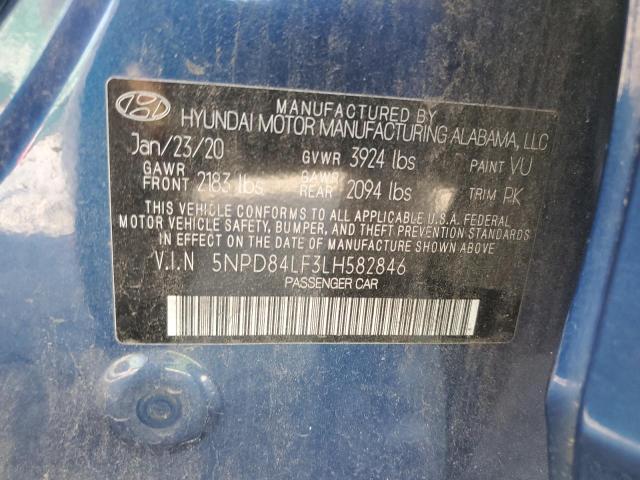 MANUFACTURED BY
HYUNDAI MOTOR MANUFACTURING ALABAMA, LLC
Jan/23/20 GVWR 3924 lbs PAINT VU
GAWR FRONT 2183 lbs GAWR REAR 2094 lbs TRIM PK
THIS VEHICLE CONFORMS TO ALL APPLICABLE U.S.A. FEDERAL
MOTOR VEHICLE SAFETY, BUMPER, AND THEFT PREVENTION
STANDARDS IN EFFECT ON THE DATE OF MANUFACTURE SHOWN ABOVE
V.I.N 5NPD84LF3LH582846
PASSENGER CAR